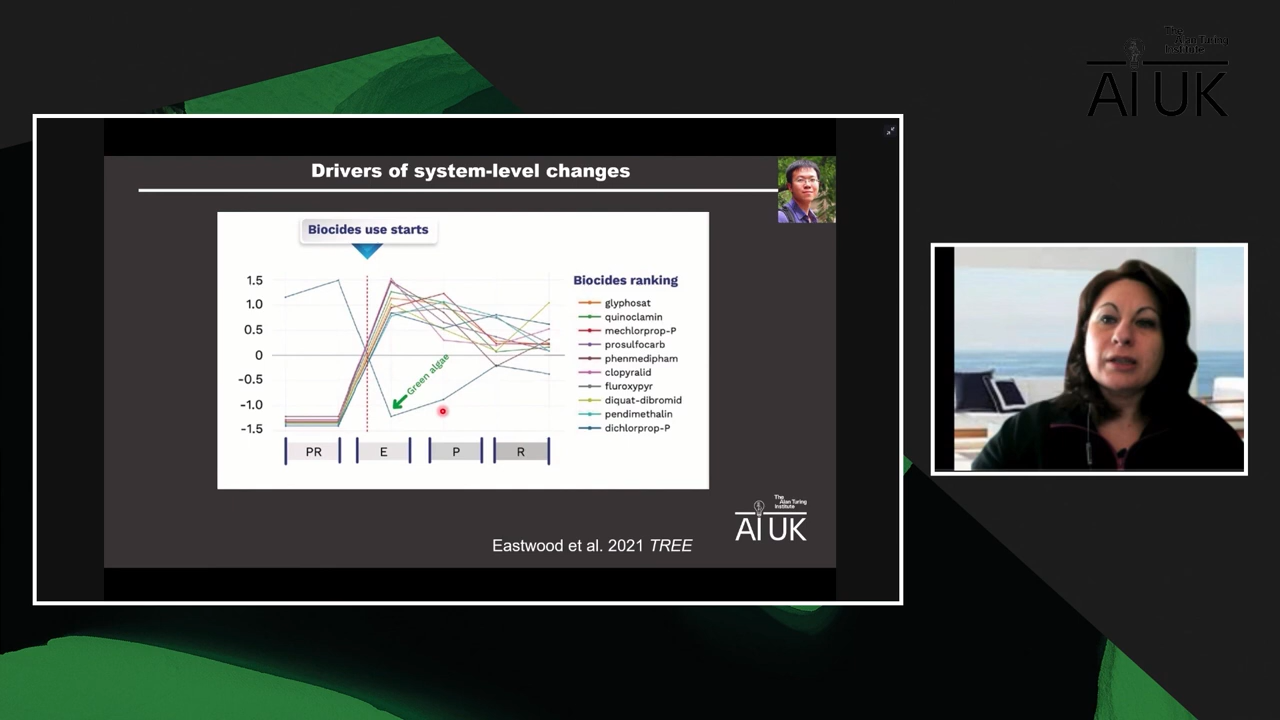 The
Alan Turing
Institute
AI UK
Drivers of system-level changes
Biocides use starts
1.5
1.0
0.5
0
-0.5
-1.0
-1.5
Green algae
PR
E
P
R
Biocides ranking
glyphosat
quinoclamin
mechlorprop-P
prosulfocarb
phenmedipham
clopyralid
fluroxypyr
diquat-dibromid
pendimethalin
dichlorprop-P
The
Alan Turing
Institute
AI UK
Eastwood et al. 2021 TREE